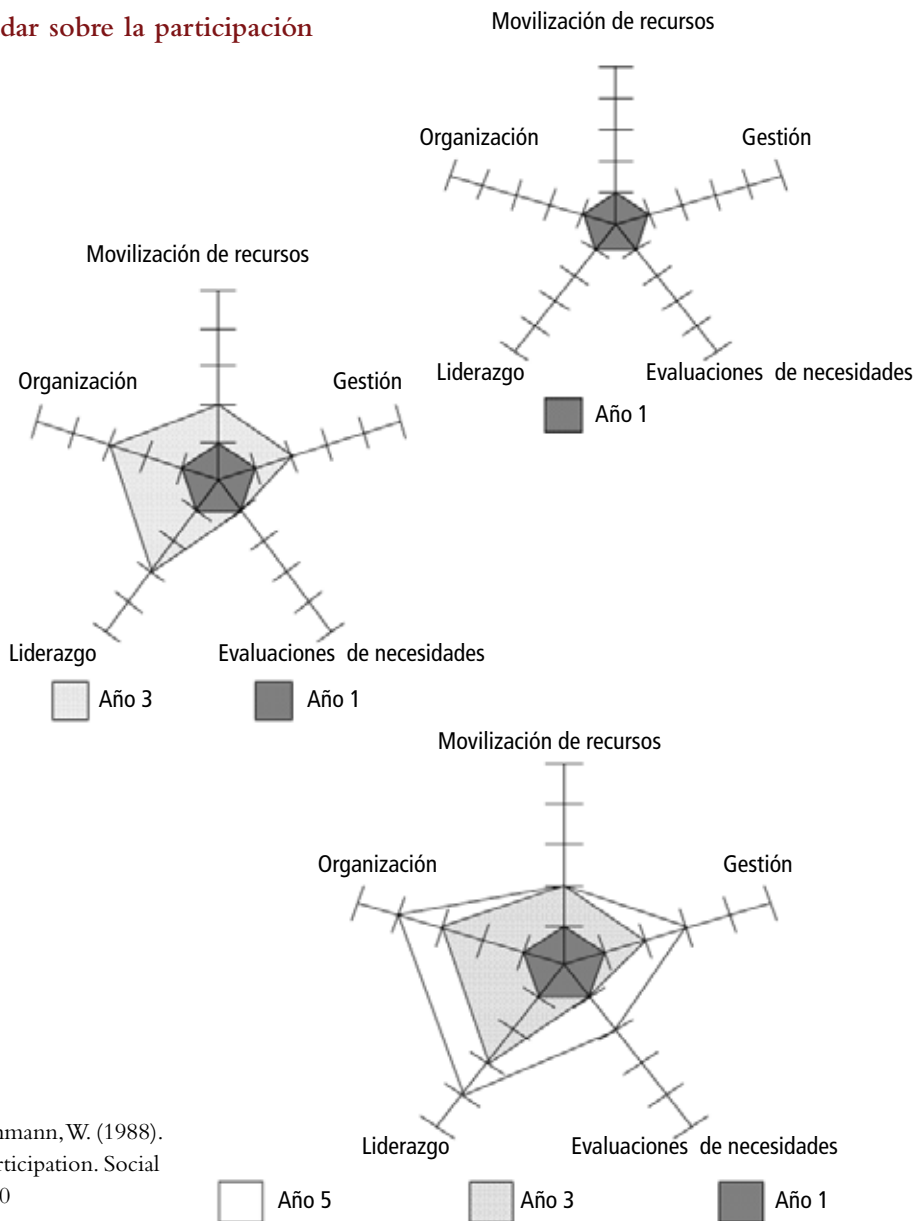 dar sobre la participación
Movilización de recursos
Organización
Gestión
Liderazgo
Evaluaciones de necesidades
Año 1
Movilización de recursos
Organización
Gestión
Liderazgo
Evaluaciones de necesidades
Año 3
Año 1
Movilización de recursos
Organización
Gestión
Liderazgo
Evaluaciones de necesidades
Año 5
Año 3
Año 1
nmann, W. (1988).
rticipation. Social
0